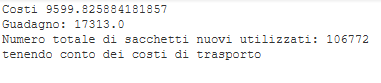 Costi 9599.825884181857
Guadagno: 17313.0
Numero totale di sacchetti nuovi utilizzati: 106772
tenendo conto dei costi di trasporto